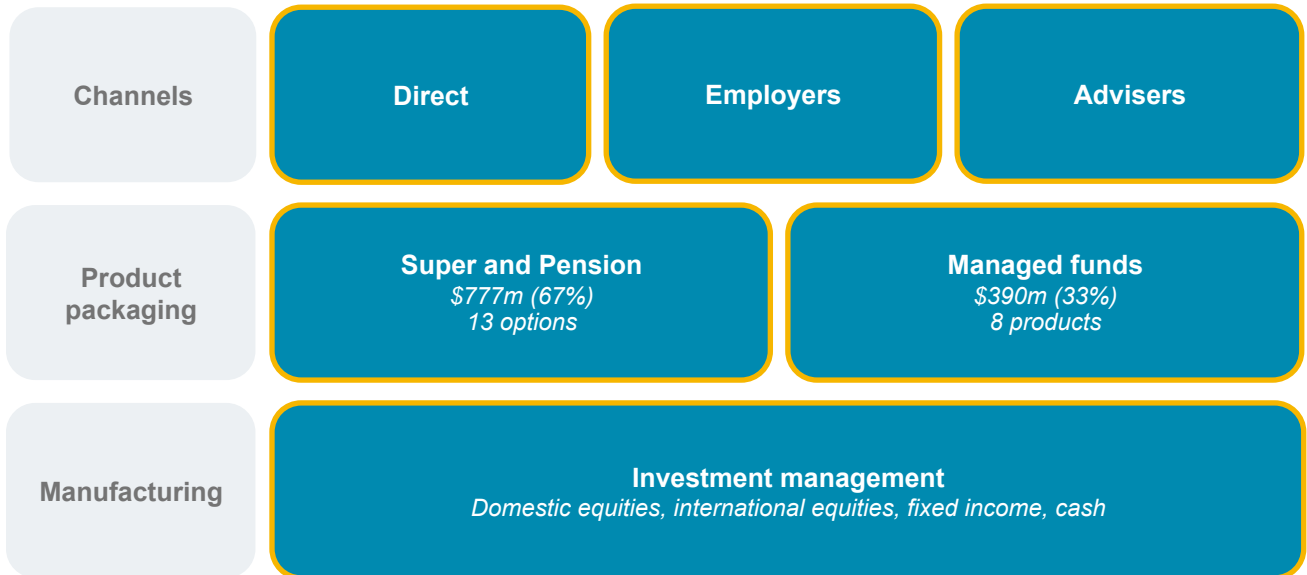 Channels
Direct
Employers
Advisers
Product
packaging
Super and Pension
$777m (67%)
13 options
Managed funds
$390m (33%)
8 products
Manufacturing
Investment management
Domestic equities, international equities, fixed income, cash